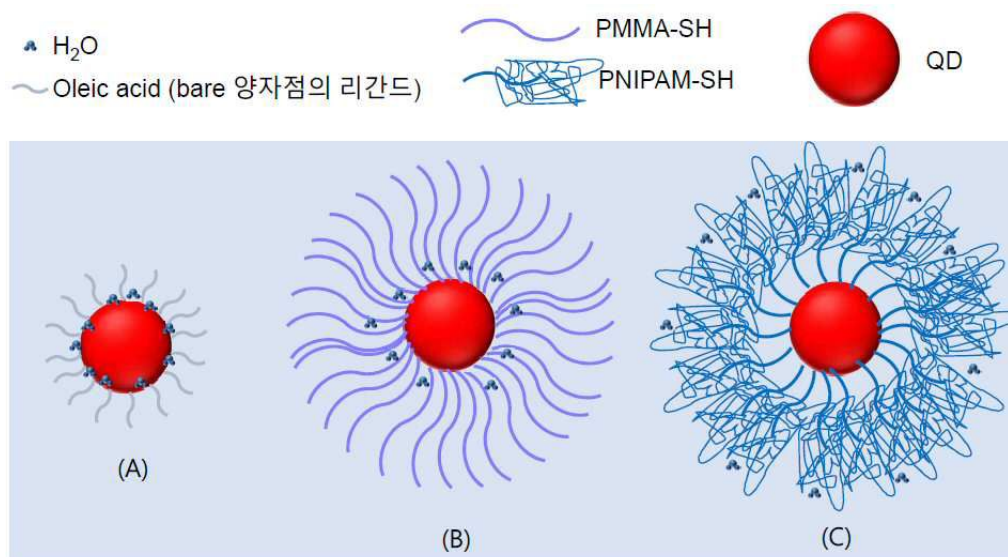 H₂O
Oleic acid (bare 양자점의 리간드)
PMMA-SH
PNIPAM-SH
QD
(A)
(B)
(C)